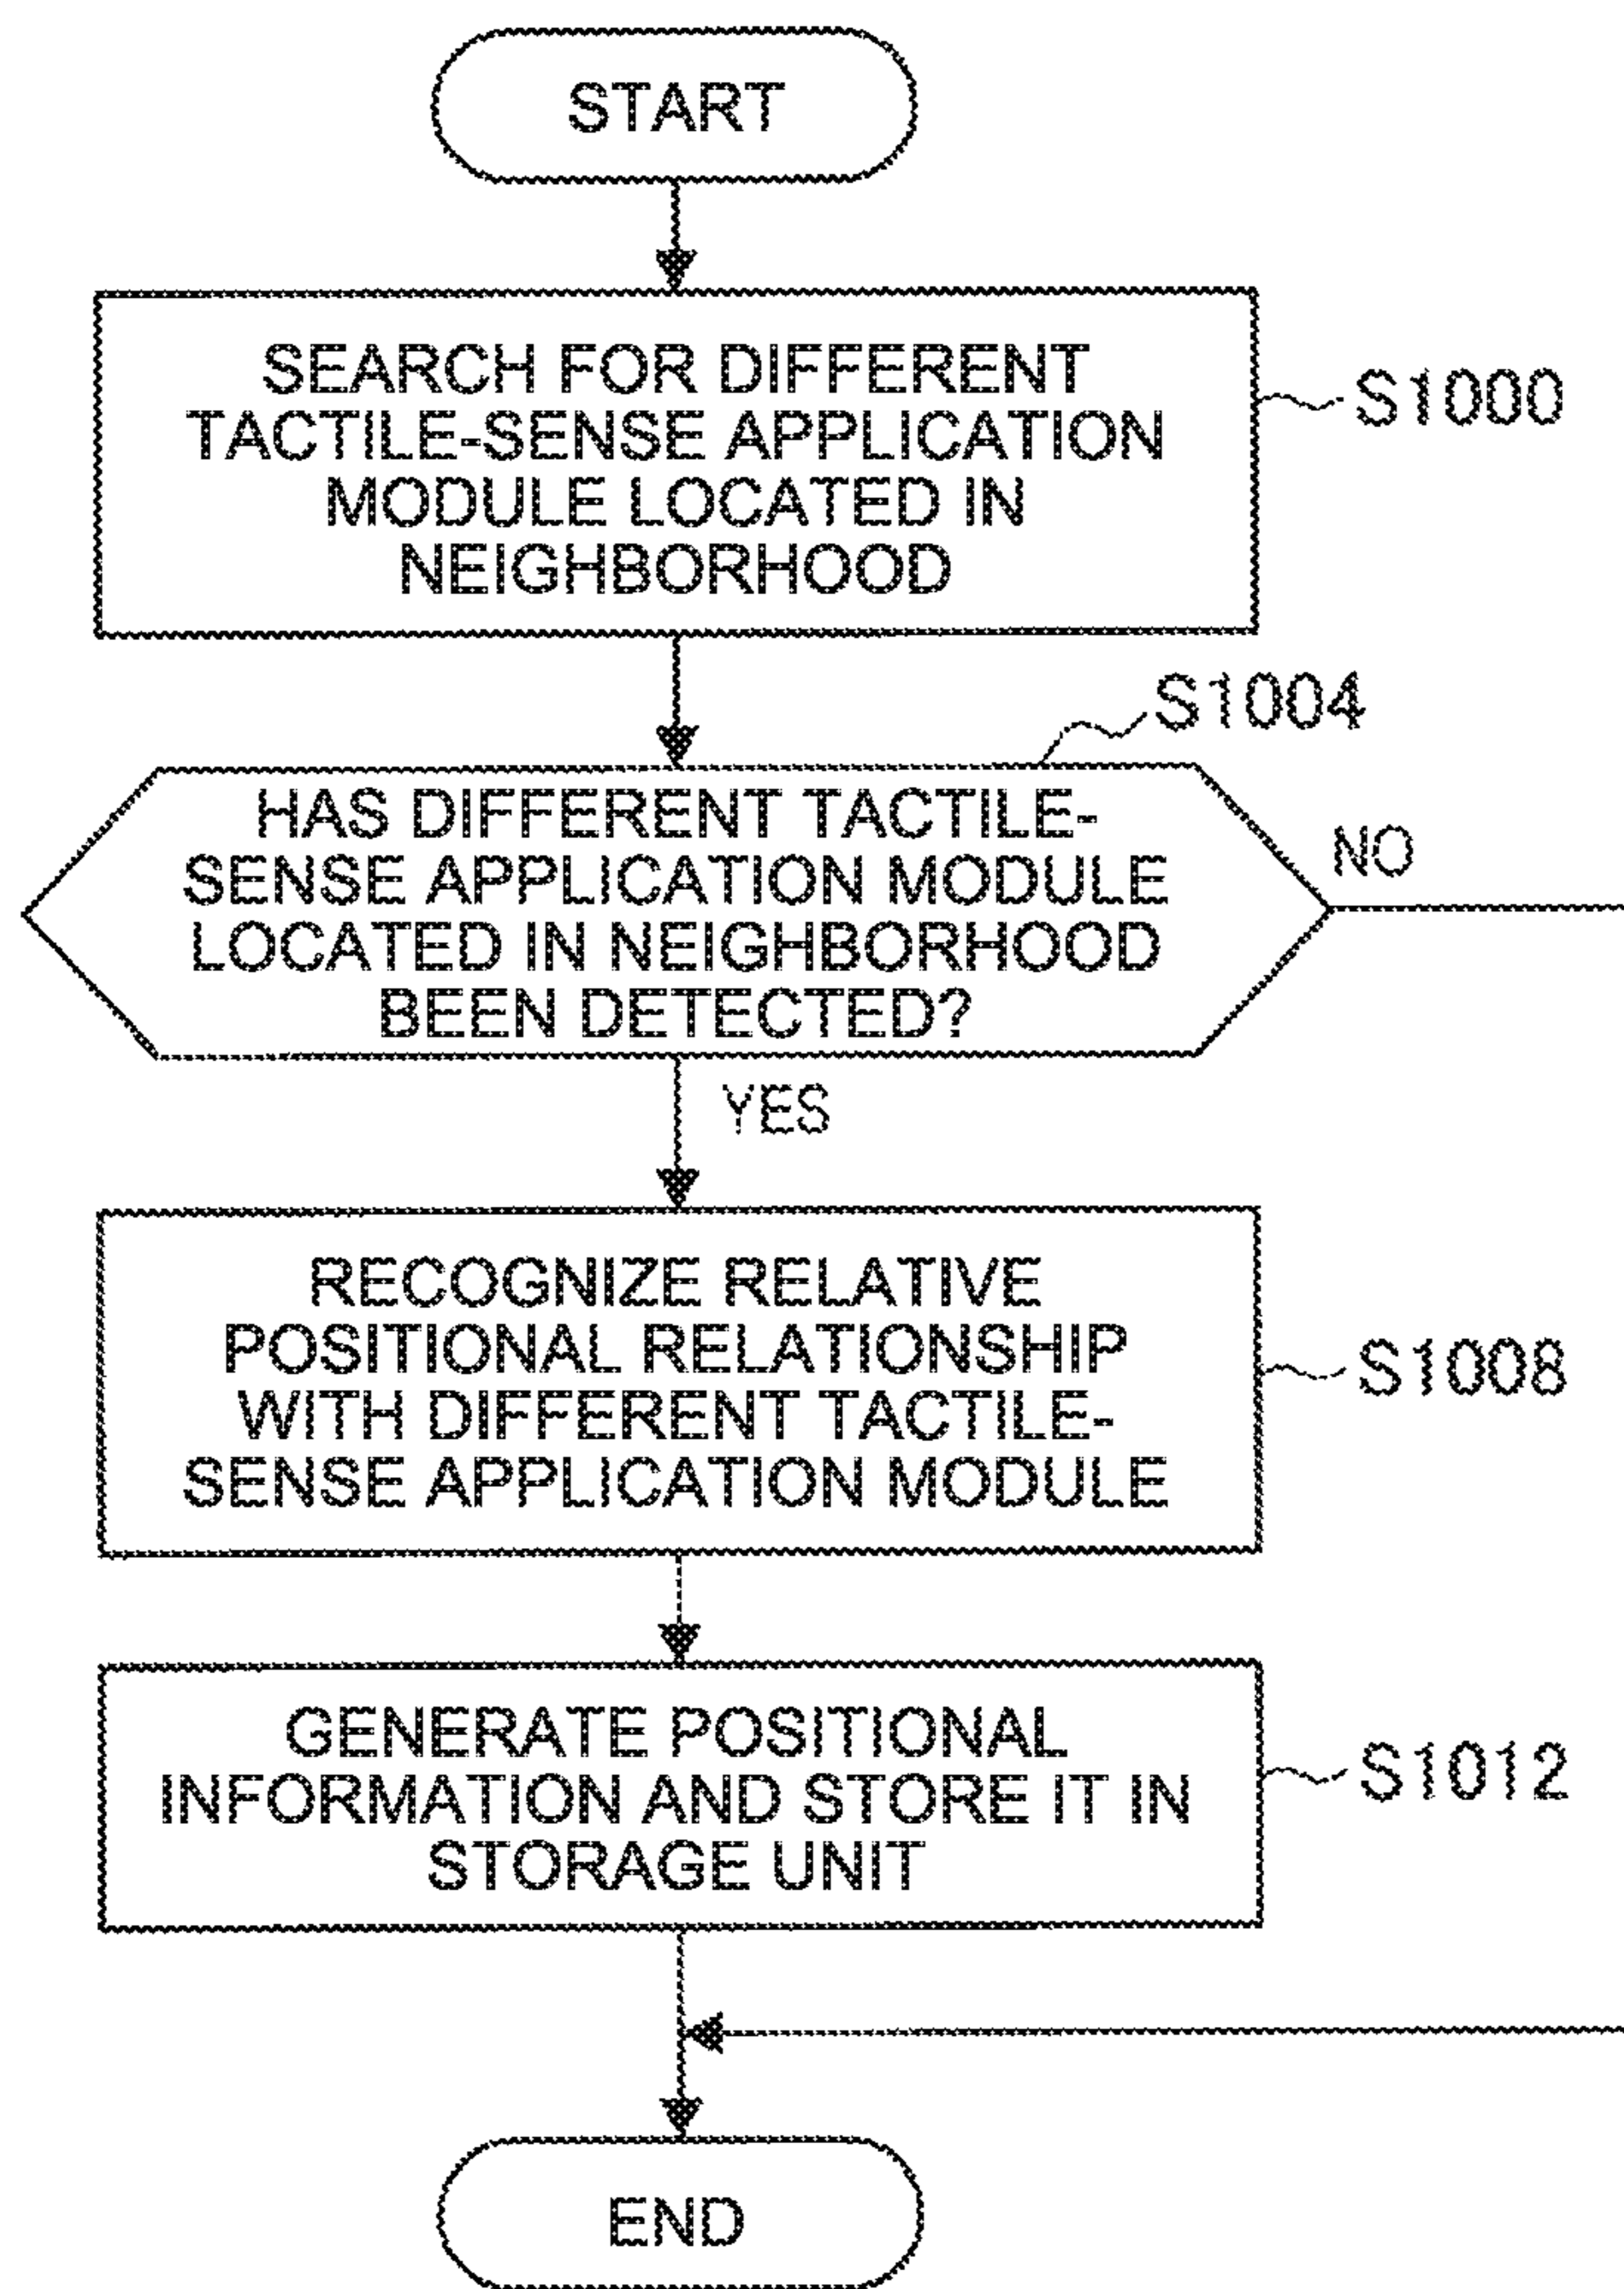 START
SEARCH FOR DIFFERENT
TACTILE-SENSE APPLICATION
MODULE LOCATED IN
NEIGHBORHOOD
S1000
S1004
HAS DIFFERENT TACTILE-
SENSE APPLICATION MODULE
LOCATED IN NEIGHBORHOOD
BEEN DETECTED?
NO
YES
RECOGNIZE RELATIVE
POSITIONAL RELATIONSHIP
WITH DIFFERENT TACTILE-
SENSE APPLICATION MODULE
S1008
GENERATE POSITIONAL
INFORMATION AND STORE IT IN
STORAGE UNIT
S1012
END